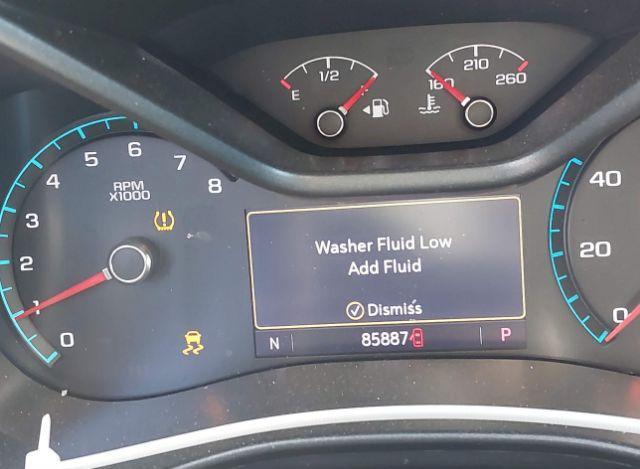 E 1/2
160 210 260
0 1 2 3 4 5 6 7 8
RPM
X1000
Washer Fluid Low
Add Fluid
Dismiss
N 85887 P
40
20
0